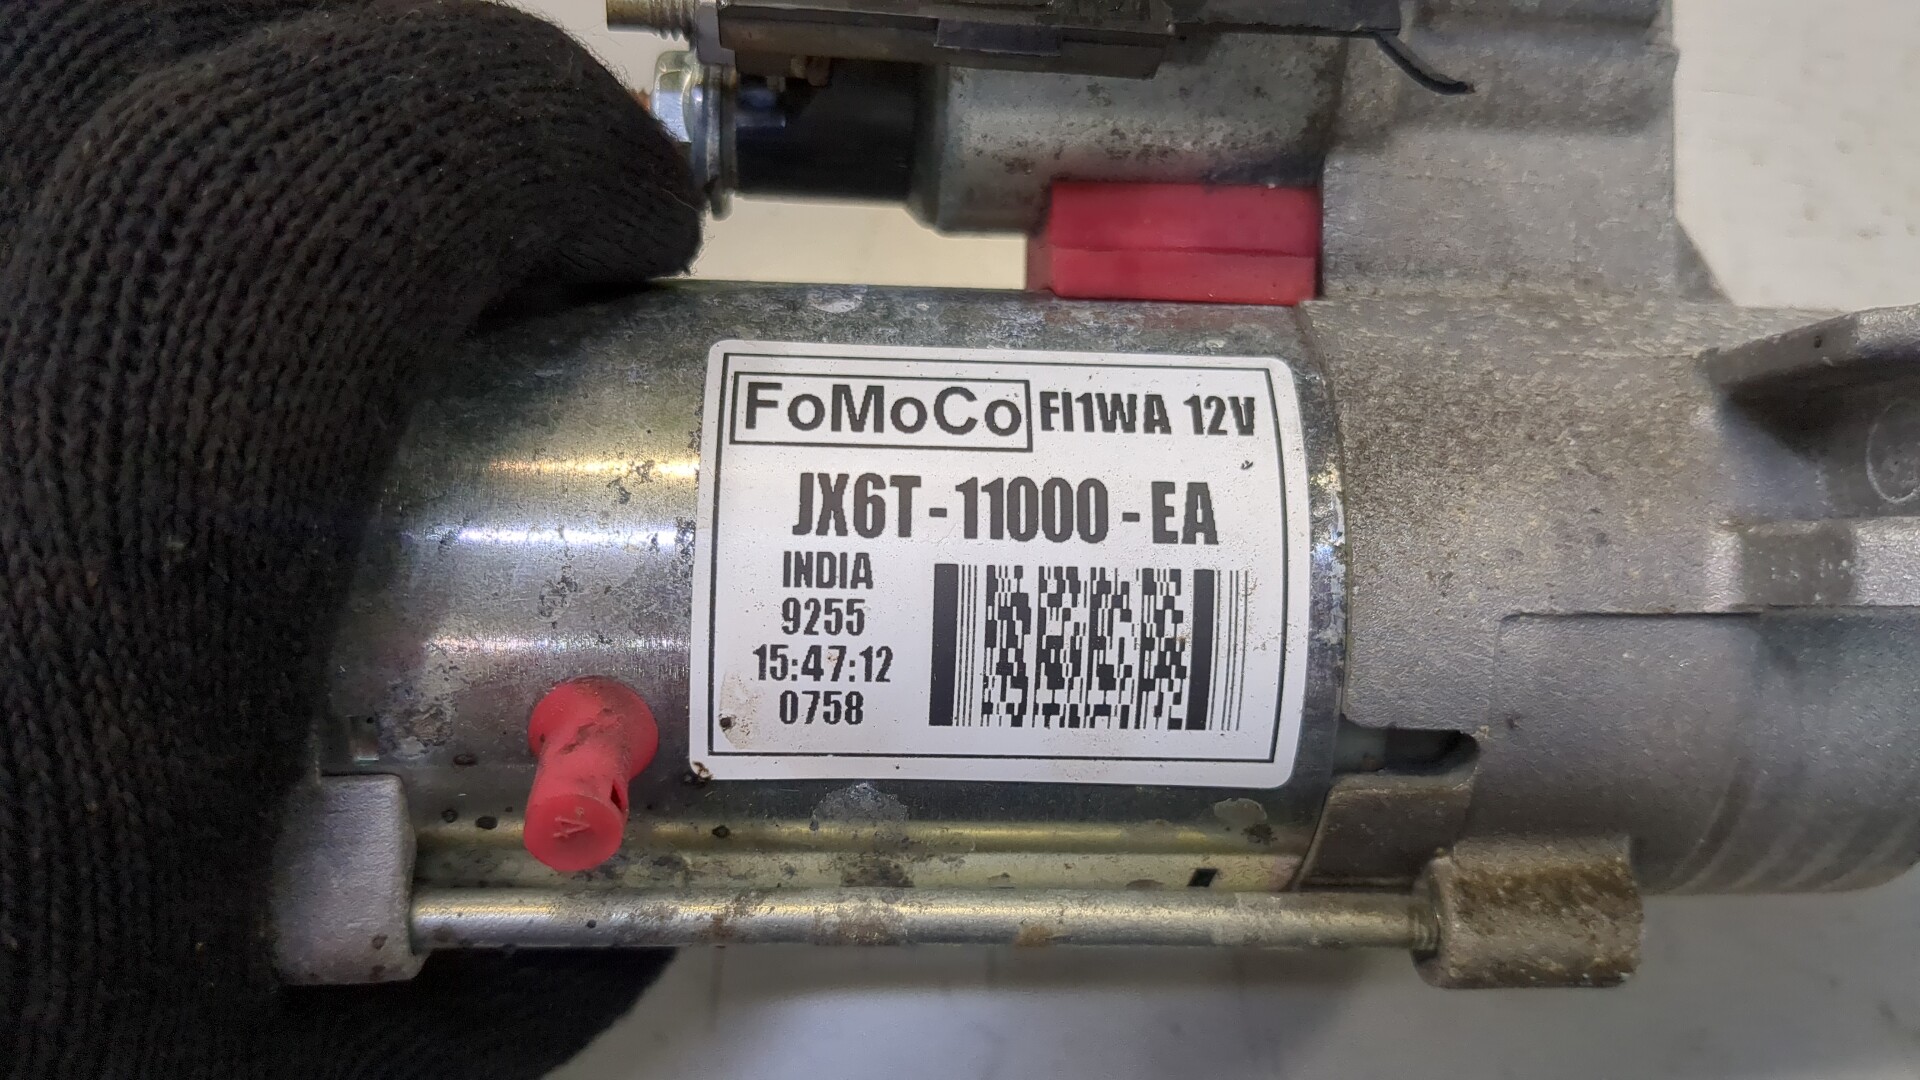 FoMoCo FI1WA 12V
JX6T-11000-EA
INDIA
9255
15:47:12
0758